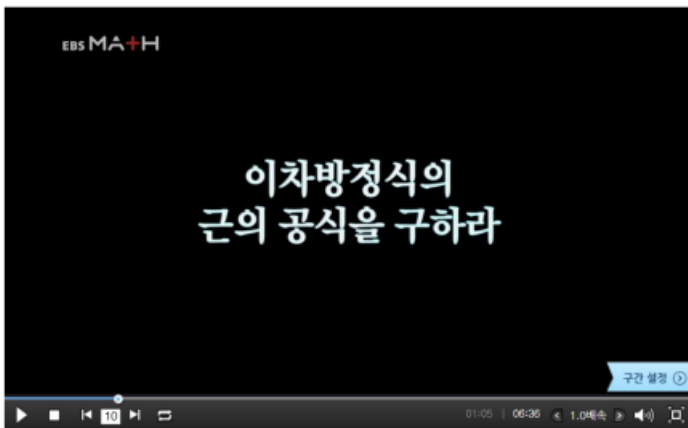 EBS MATH
이차방정식의
근의 공식을 구하라
구간 설정
10
01:05 | 06:36
1.0배속